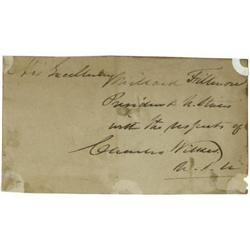 His Excellency
Millard Fillmore
President U. States
with the respects of
Charles Wilkes
U. S. N